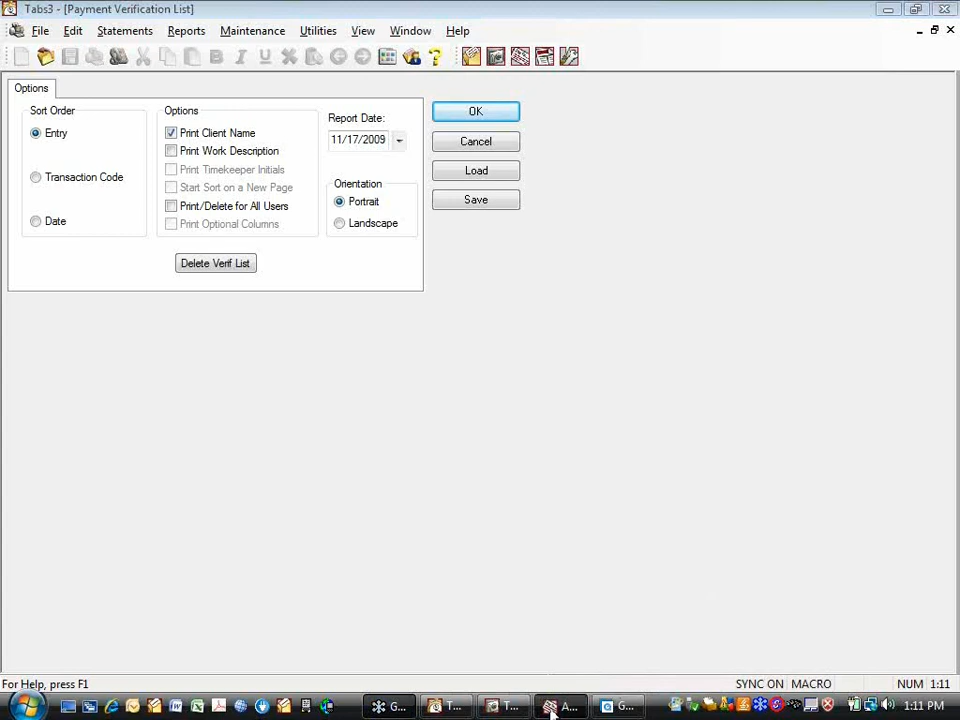 Tabs3 - [Payment Verification List]
File Edit Statements Reports Maintenance Utilities View Window Help
Options
Sort Order
Entry
Transaction Code
Date
Options
Print Client Name
Print Work Description
Print Timekeeper Initials
Start Sort on a New Page
Print/Delete for All Users
Print Optional Columns
Report Date:
11/17/2009
Orientation
Portrait
Landscape
Delete Verif List
OK
Cancel
Load
Save
For Help, press F1
SYNC ON MACRO NUM 1:11
G... T... T... A... G... 1:11 PM